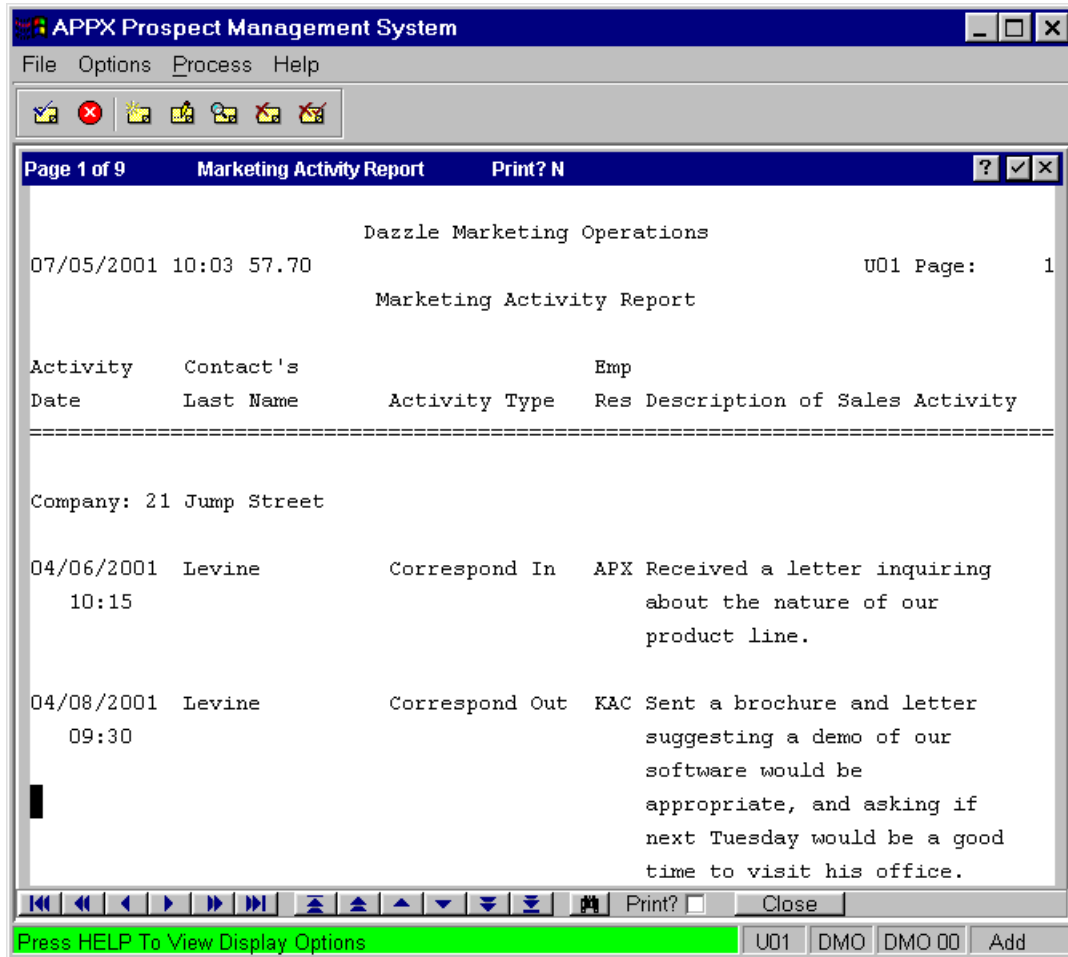 APPX Prospect Management System
File Options Process Help
Page 1 of 9 Marketing Activity Report Print? N
Dazzle Marketing Operations
07/05/2001 10:03 57.70 U01 Page: 1
Marketing Activity Report
Activity Contact's Emp
Date Last Name Activity Type Res Description of Sales Activity
================================================================================
Company: 21 Jump Street
04/06/2001 Levine Correspond In APX Received a letter inquiring
10:15 about the nature of our
product line.
04/08/2001 Levine Correspond Out KAC Sent a brochure and letter
09:30 suggesting a demo of our
software would be
appropriate, and asking if
next Tuesday would be a good
time to visit his office.
Print? Close
Press HELP To View Display Options U01 DMO DMO 00 Add